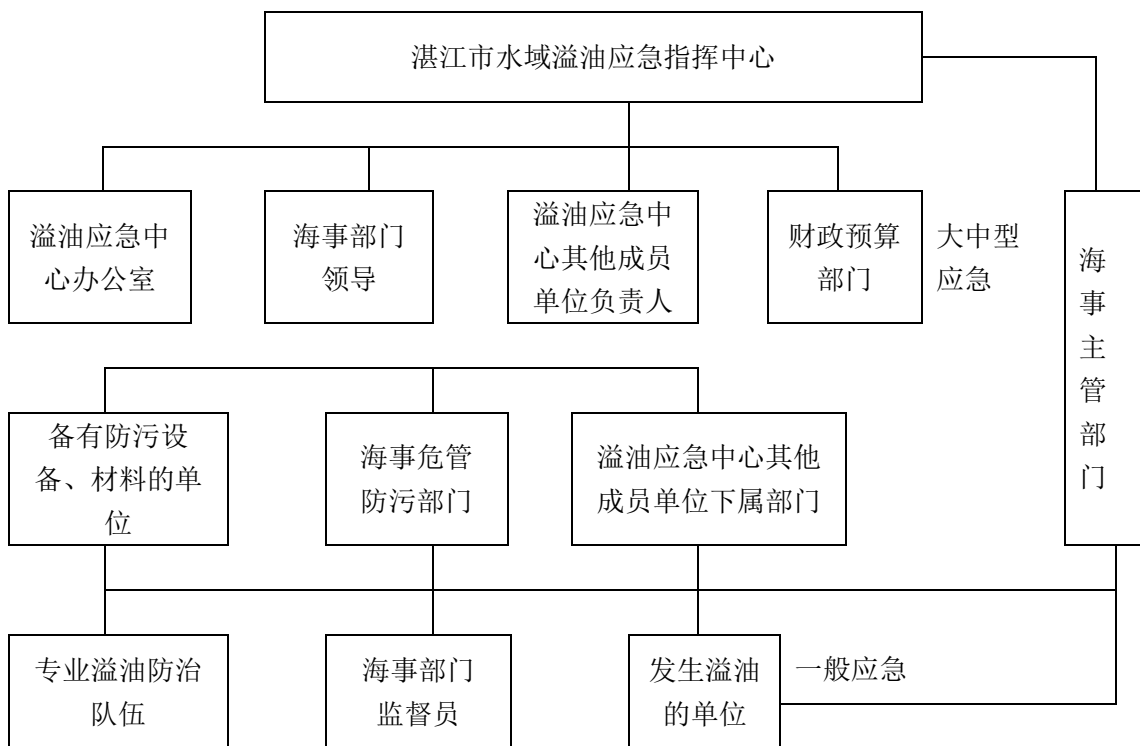 湛江市水域溢油应急指挥中心
溢油应急中
心办公室
海事部门
领导
溢油应急中
心其他成员
单位负责人
财政预算
部门
大中型
应急
海
事
主
管
部
门
备有防污设
备、材料的单
位
海事危管
防污部门
溢油应急中心其他
成员单位下属部门
专业溢油防治
队伍
海事部门
监督员
发生溢油
的单位
一般应急